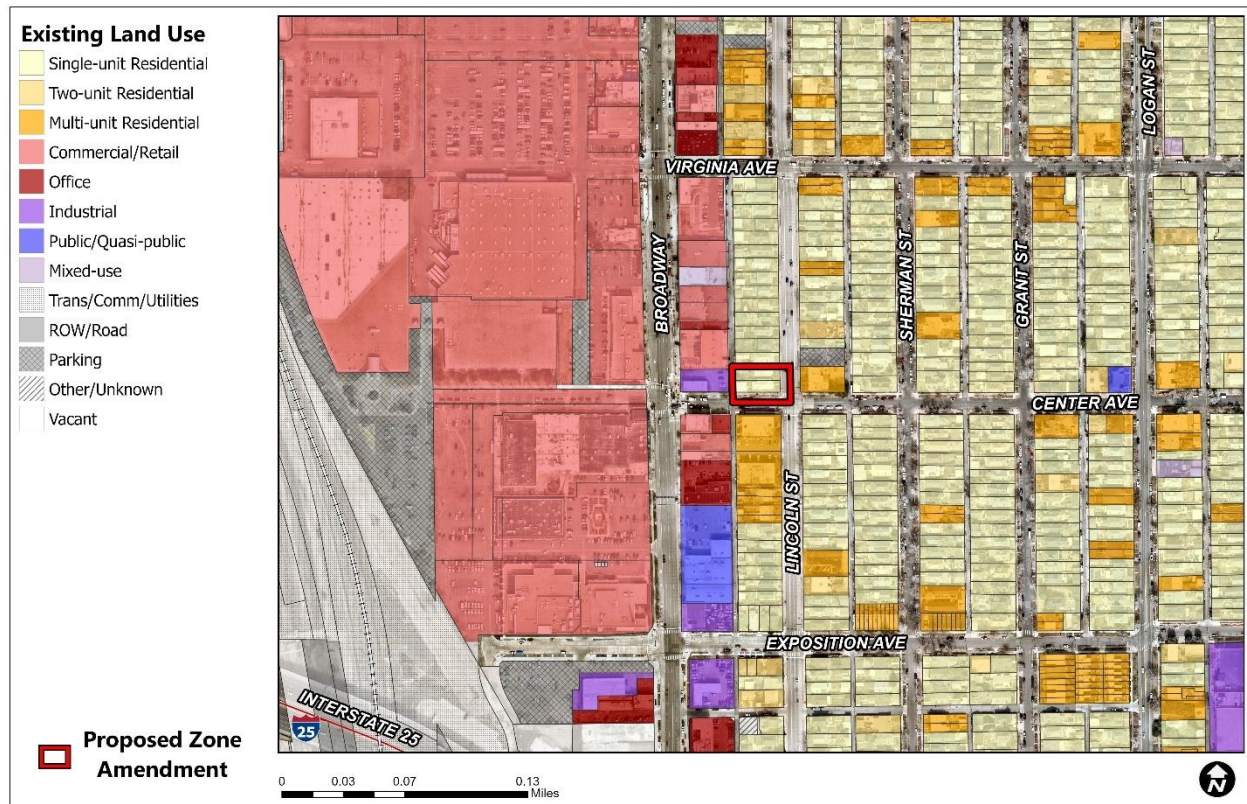 Existing Land Use
Single-unit Residential
Two-unit Residential
Multi-unit Residential
Commercial/Retail
Office
Industrial
Public/Quasi-public
Mixed-use
Trans/Comm/Utilities
ROW/Road
Parking
Other/Unknown
Vacant
Proposed Zone
Amendment
VIRGINIA AVE
BROADWAY
LINCOLN ST
SHERMAN ST
GRANT ST
LOGAN ST
CENTER AVE
EXPOSITION AVE
INTERSTATE 25
25
0 0.03 0.07 0.13
Miles
N